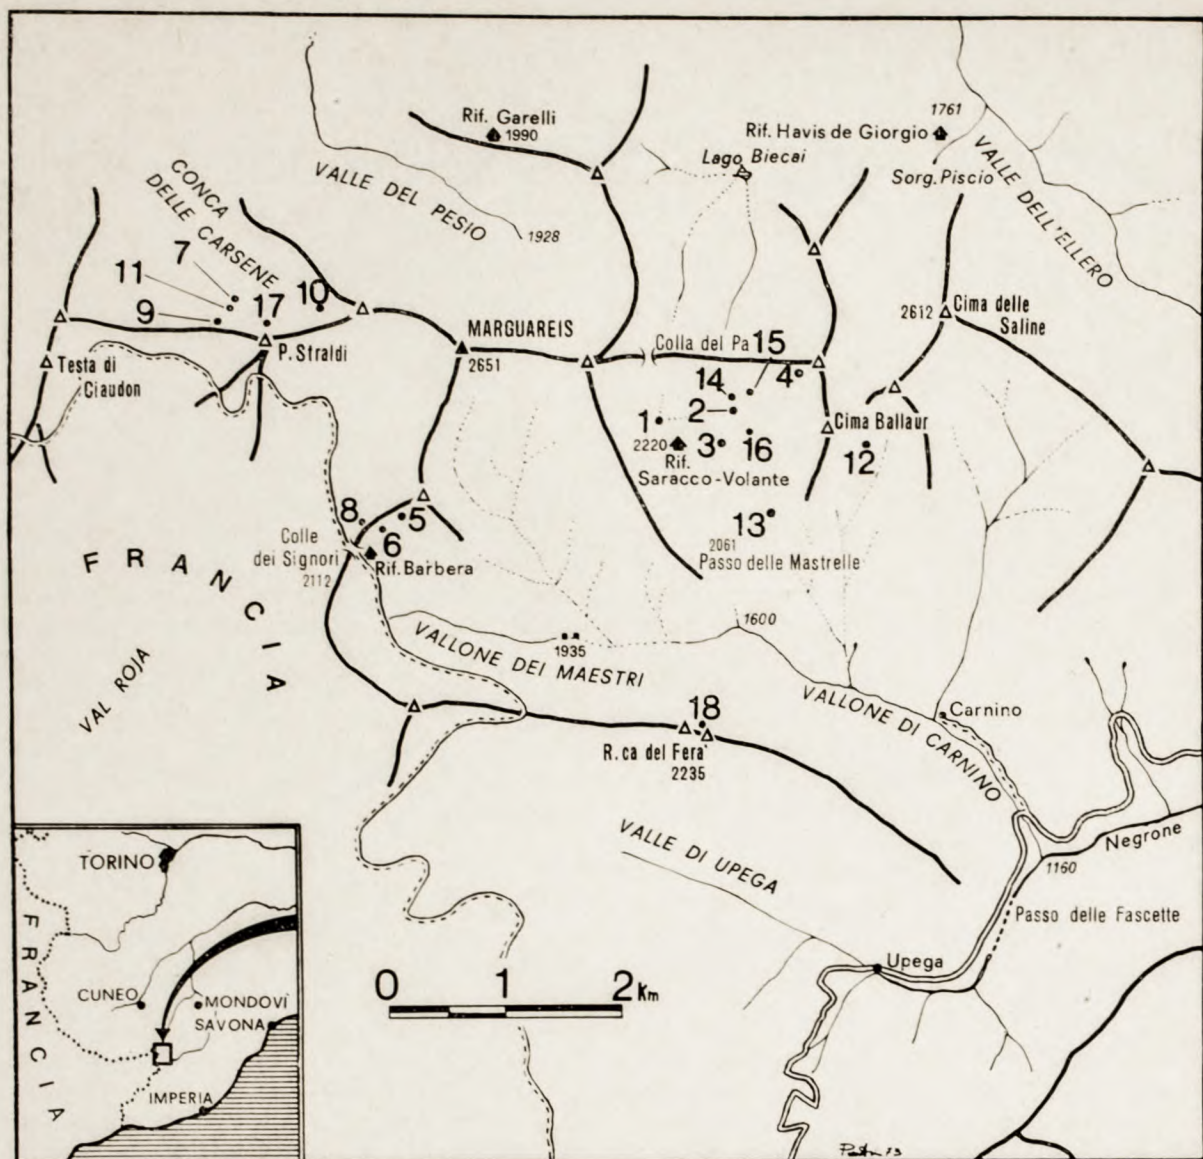 Rif. Garelli
1990
1761
Rif. Havis de Giorgio
Lago Biecai
Sorg. Piscio
VALLE DELL'ELLERO
CONCA
DELLE CARSENE
VALLE DEL PESIO
1928
7
11
9
17
10
2612
Cima delle
Saline
MARGUAREIS
2651
Colla del Pa
15
P. Straldi
Testa di
Ciaudon
14
4
2
1
Cima Ballaur
2220
3
16
12
Rif.
Saracco-Volante
8
5
6
13
Colle
dei Signori
2112
Rif. Barbera
2061
Passo delle Mastrelle
FRANCIA
VAL ROJA
1600
1935
VALLONE DEI MAESTRI
VALLONE DI CARNINO
Carnino
18
R.ca del Fera'
2235
VALLE DI UPEGA
Negrone
1160
Passo delle Fascette
Upega
0 1 2 Km
TORINO
FRANCIA
CUNEO
MONDOVÌ
SAVONA
IMPERIA